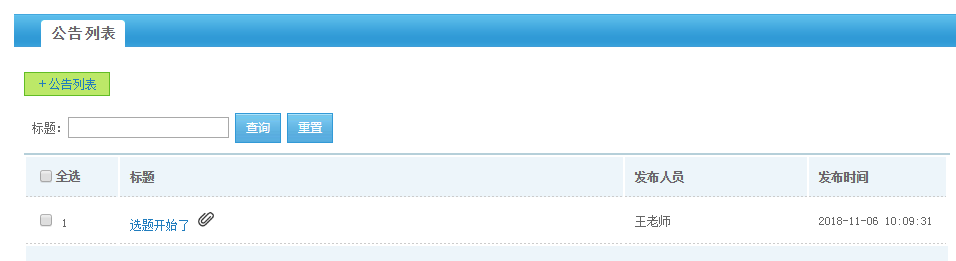 公告列表
+公告列表
标题: 查询 重置
全选 标题 发布人员 发布时间
1 选题开始了 王老师 2018-11-06 10:09:31